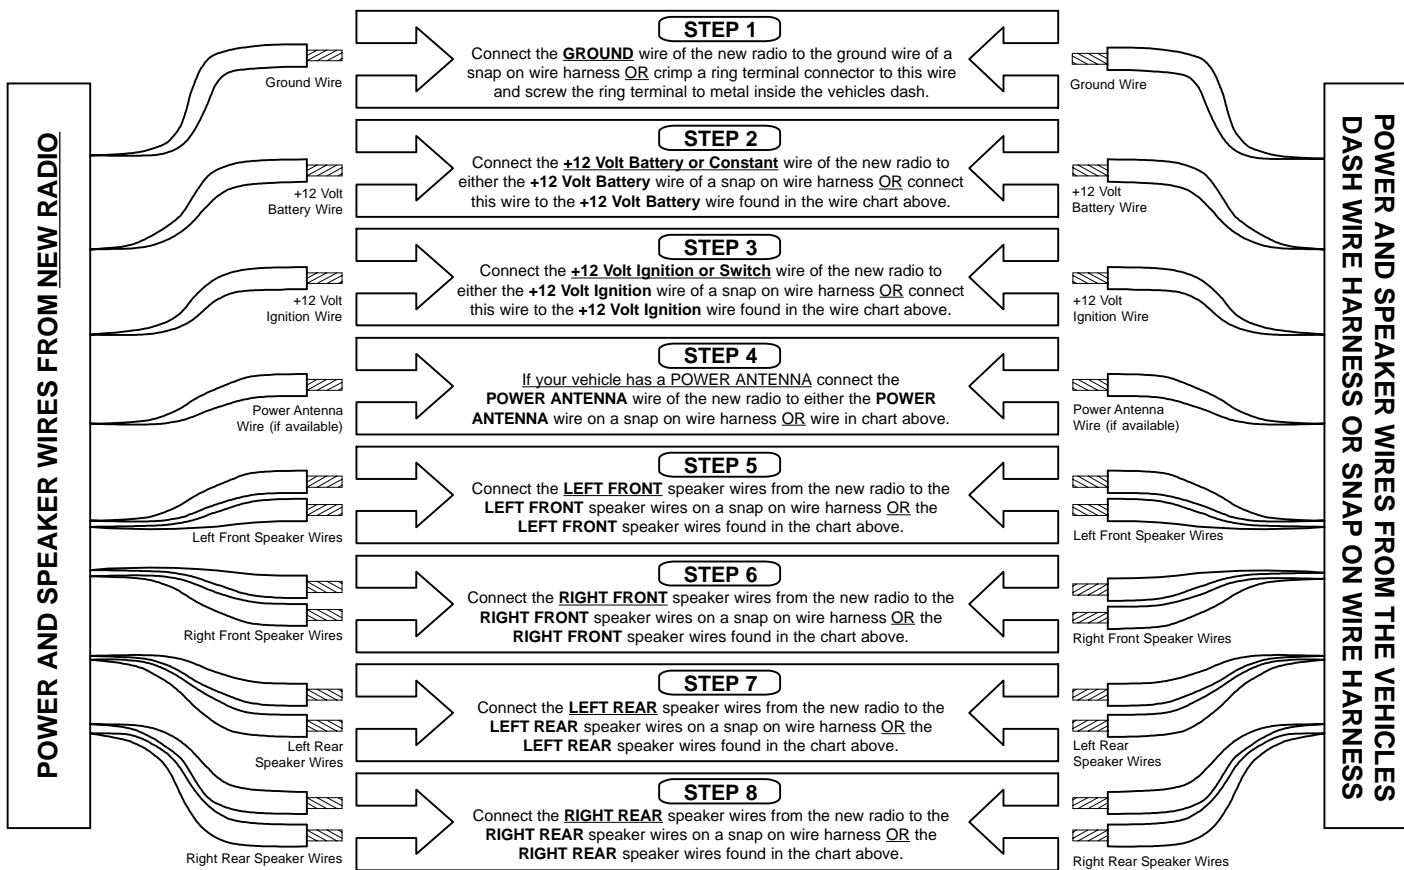 POWER AND SPEAKER WIRES FROM NEW RADIO
STEP 1
Connect the GROUND wire of the new radio to the ground wire of a
snap on wire harness OR crimp a ring terminal connector to this wire
and screw the ring terminal to metal inside the vehicles dash.
Ground Wire
Ground Wire
STEP 2
Connect the +12 Volt Battery or Constant wire of the new radio to
either the +12 Volt Battery wire of a snap on wire harness OR connect
this wire to the +12 Volt Battery wire found in the wire chart above.
+12 Volt
Battery Wire
+12 Volt
Battery Wire
STEP 3
Connect the +12 Volt Ignition or Switch wire of the new radio to
either the +12 Volt Ignition wire of a snap on wire harness OR connect
this wire to the +12 Volt Ignition wire found in the wire chart above.
+12 Volt
Ignition Wire
+12 Volt
Ignition Wire
STEP 4
If your vehicle has a POWER ANTENNA connect the
POWER ANTENNA wire of the new radio to either the POWER
ANTENNA wire on a snap on wire harness OR wire in chart above.
Power Antenna
Wire (if available)
Power Antenna
Wire (if available)
STEP 5
Connect the LEFT FRONT speaker wires from the new radio to the
LEFT FRONT speaker wires on a snap on wire harness OR the
LEFT FRONT speaker wires found in the chart above.
Left Front Speaker Wires
Left Front Speaker Wires
STEP 6
Connect the RIGHT FRONT speaker wires from the new radio to the
RIGHT FRONT speaker wires on a snap on wire harness OR the
RIGHT FRONT speaker wires found in the chart above.
Right Front Speaker Wires
Right Front Speaker Wires
STEP 7
Connect the LEFT REAR speaker wires from the new radio to the
LEFT REAR speaker wires on a snap on wire harness OR the
LEFT REAR speaker wires found in the chart above.
Left Rear
Speaker Wires
Left Rear
Speaker Wires
STEP 8
Connect the RIGHT REAR speaker wires from the new radio to the
RIGHT REAR speaker wires on a snap on wire harness OR the
RIGHT REAR speaker wires found in the chart above.
Right Rear Speaker Wires
Right Rear Speaker Wires
POWER AND SPEAKER WIRES FROM THE VEHICLES
DASH WIRE HARNESS OR SNAP ON WIRE HARNESS